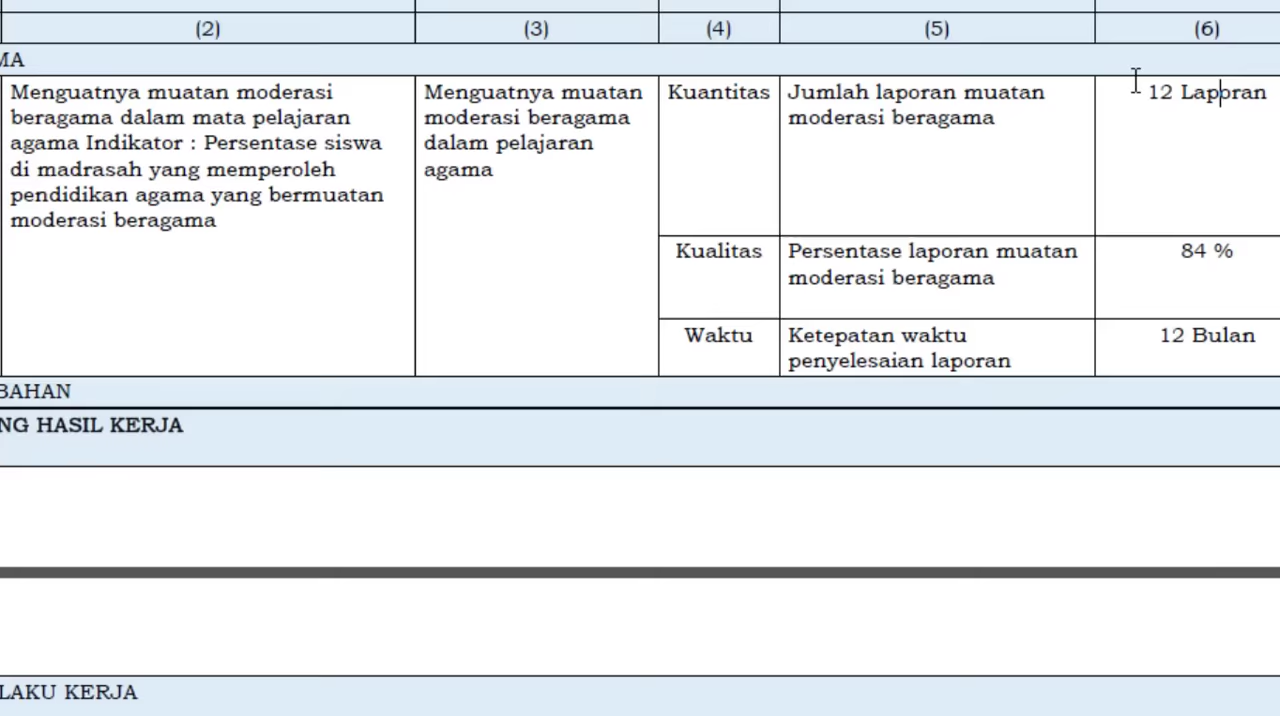 (2) (3) (4) (5) (6)
MA
Menguatnya muatan moderasi
beragama dalam mata pelajaran
agama Indikator : Persentase siswa
di madrasah yang memperoleh
pendidikan agama yang bermuatan
moderasi beragama
Menguatnya muatan
moderasi beragama
dalam pelajaran
agama
Kuantitas
Jumlah laporan muatan
moderasi beragama
12 Laporan
Kualitas
Persentase laporan muatan
moderasi beragama
84 %
Waktu
Ketepatan waktu
penyelesaian laporan
12 Bulan
BAHAN
NG HASIL KERJA
LAKU KERJA